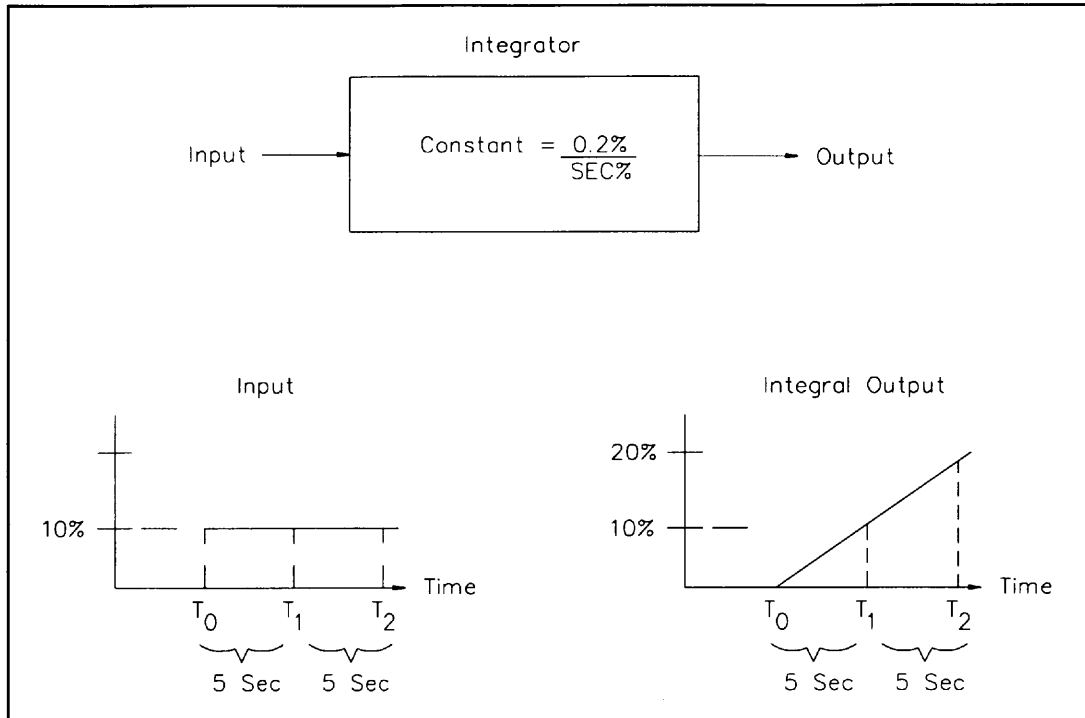 Integrator
Input
Constant = 0.2%
SEC%
Output
Input
10%
Time
T0 T1 T2
5 Sec 5 Sec
Integral Output
20%
10%
Time
T0 T1 T2
5 Sec 5 Sec